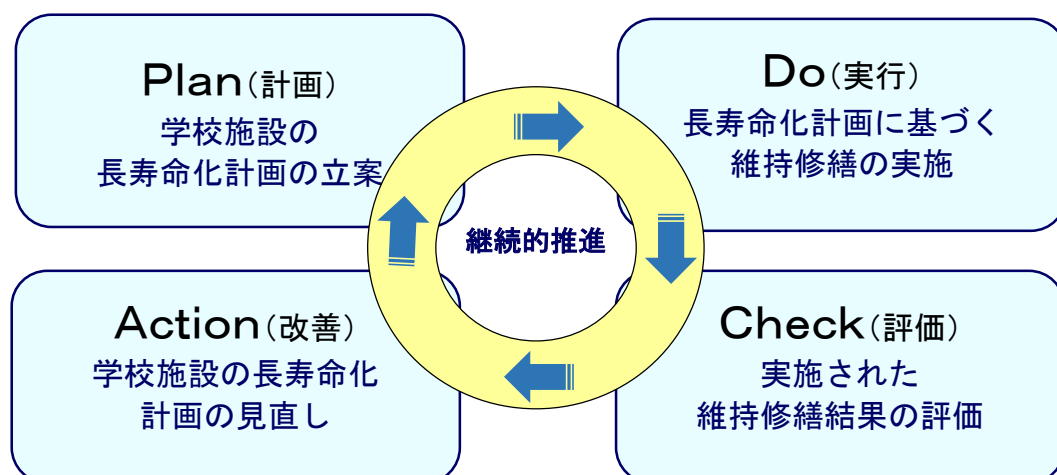 Plan(計画)
学校施設の
長寿命化計画の立案
Do(実行)
長寿命化計画に基づく
維持修繕の実施
継続的推進
Action(改善)
学校施設の長寿命化
計画の見直し
Check(評価)
実施された
維持修繕結果の評価